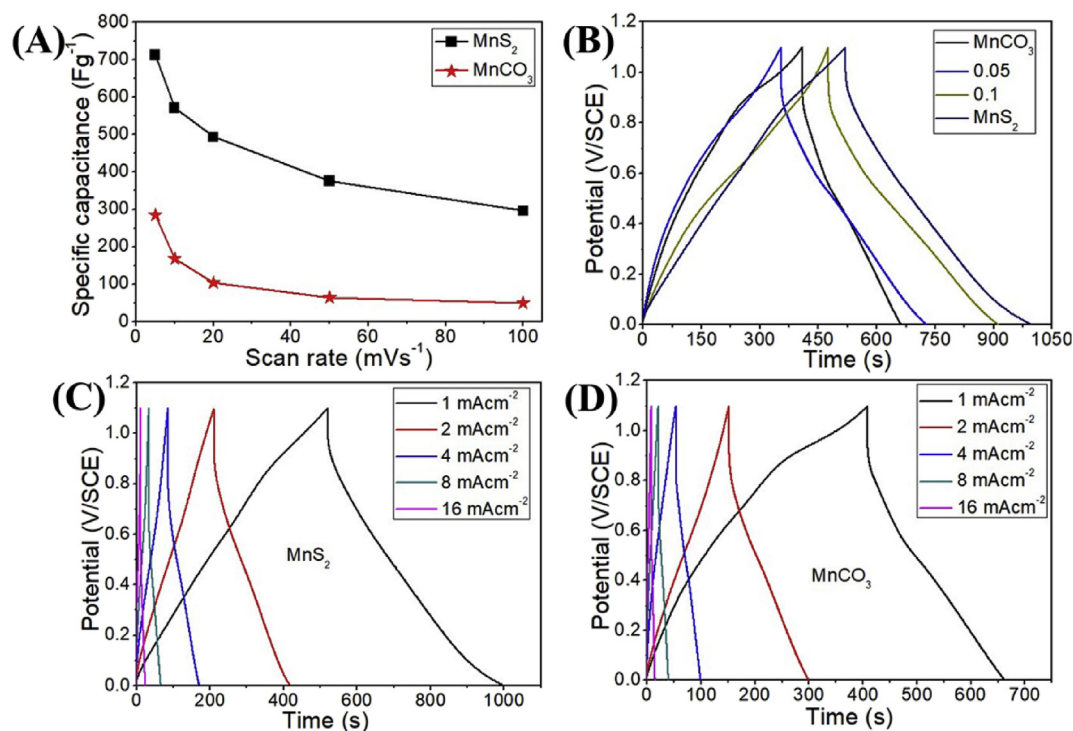 (A)
800
700
600
500
400
300
200
100
0
Specific capacitance (Fg⁻¹)
MnS₂
MnCO₃
0 20 40 60 80 100
Scan rate (mVs⁻¹)
(B)
1.2
1.0
0.8
0.6
0.4
0.2
0.0
Potential (V/SCE)
MnCO₃
0.05
0.1
MnS₂
0 150 300 450 600 750 900 1050
Time (s)
(C)
1.2
1.0
0.8
0.6
0.4
0.2
0.0
Potential (V/SCE)
1 mAcm⁻²
2 mAcm⁻²
4 mAcm⁻²
8 mAcm⁻²
16 mAcm⁻²
MnS₂
0 200 400 600 800 1000
Time (s)
(D)
1.2
1.0
0.8
0.6
0.4
0.2
0.0
Potential (V/SCE)
1 mAcm⁻²
2 mAcm⁻²
4 mAcm⁻²
8 mAcm⁻²
16 mAcm⁻²
MnCO₃
0 100 200 300 400 500 600 700
Time (s)